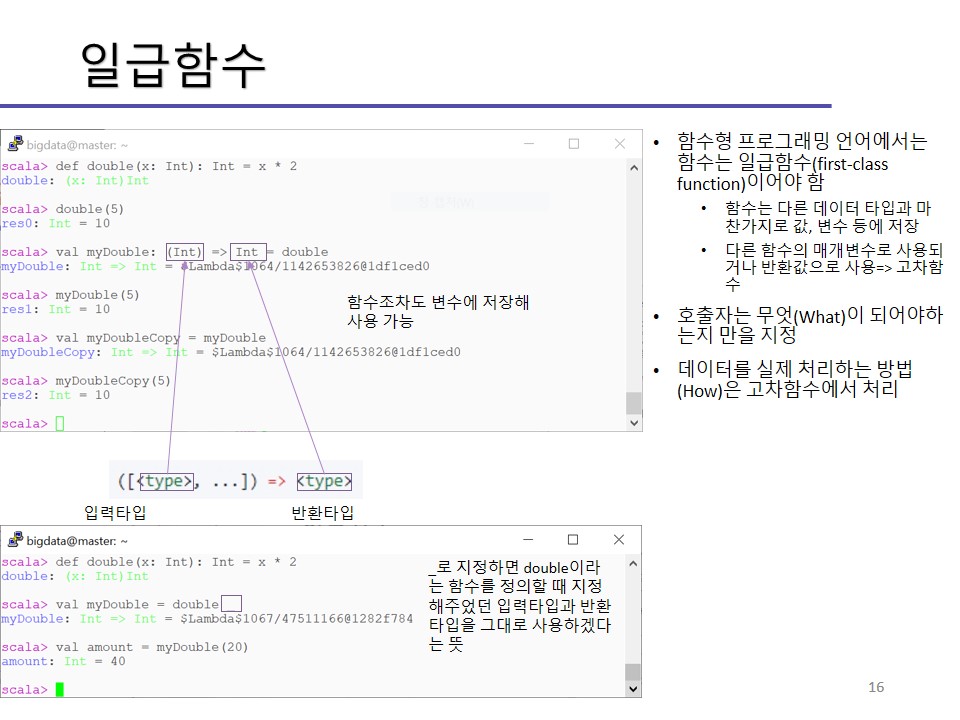 일급함수
bigdata@master: ~
scala> def double(x: Int): Int = x * 2
double: (x: Int)Int
scala> double(5)
res0: Int = 10
scala> val myDouble: (Int) => Int = double
myDouble: Int => Int = $Lambda$1064/1142653826@1df1ced0
scala> myDouble(5)
res1: Int = 10
scala> val myDoubleCopy = myDouble
myDoubleCopy: Int => Int = $Lambda$1064/1142653826@1df1ced0
scala> myDoubleCopy(5)
res2: Int = 10
scala>
함수조차도 변수에 저장해
사용 가능
([<type>, ...]) => <type>
입력타입
반환타입
bigdata@master: ~
scala> def double(x: Int): Int = x * 2
double: (x: Int)Int
scala> val myDouble = double _
myDouble: Int => Int = $Lambda$1067/47511166@1282f784
scala> val amount = myDouble(20)
amount: Int = 40
scala>
_로 지정하면 double이라
는 함수를 정의할 때 지정
해주었던 입력타입과 반환
타입을 그대로 사용하겠다
는 뜻
• 함수형 프로그래밍 언어에서는
함수는 일급함수(first-class
function)이어야 함
• 함수는 다른 데이터 타입과 마
찬가지로 값, 변수 등에 저장
• 다른 함수의 매개변수로 사용되
거나 반환값으로 사용=> 고차함
수
• 호출자는 무엇(What)이 되어야하
는지 만을 지정
• 데이터를 실제 처리하는 방법
(How)은 고차함수에서 처리
16